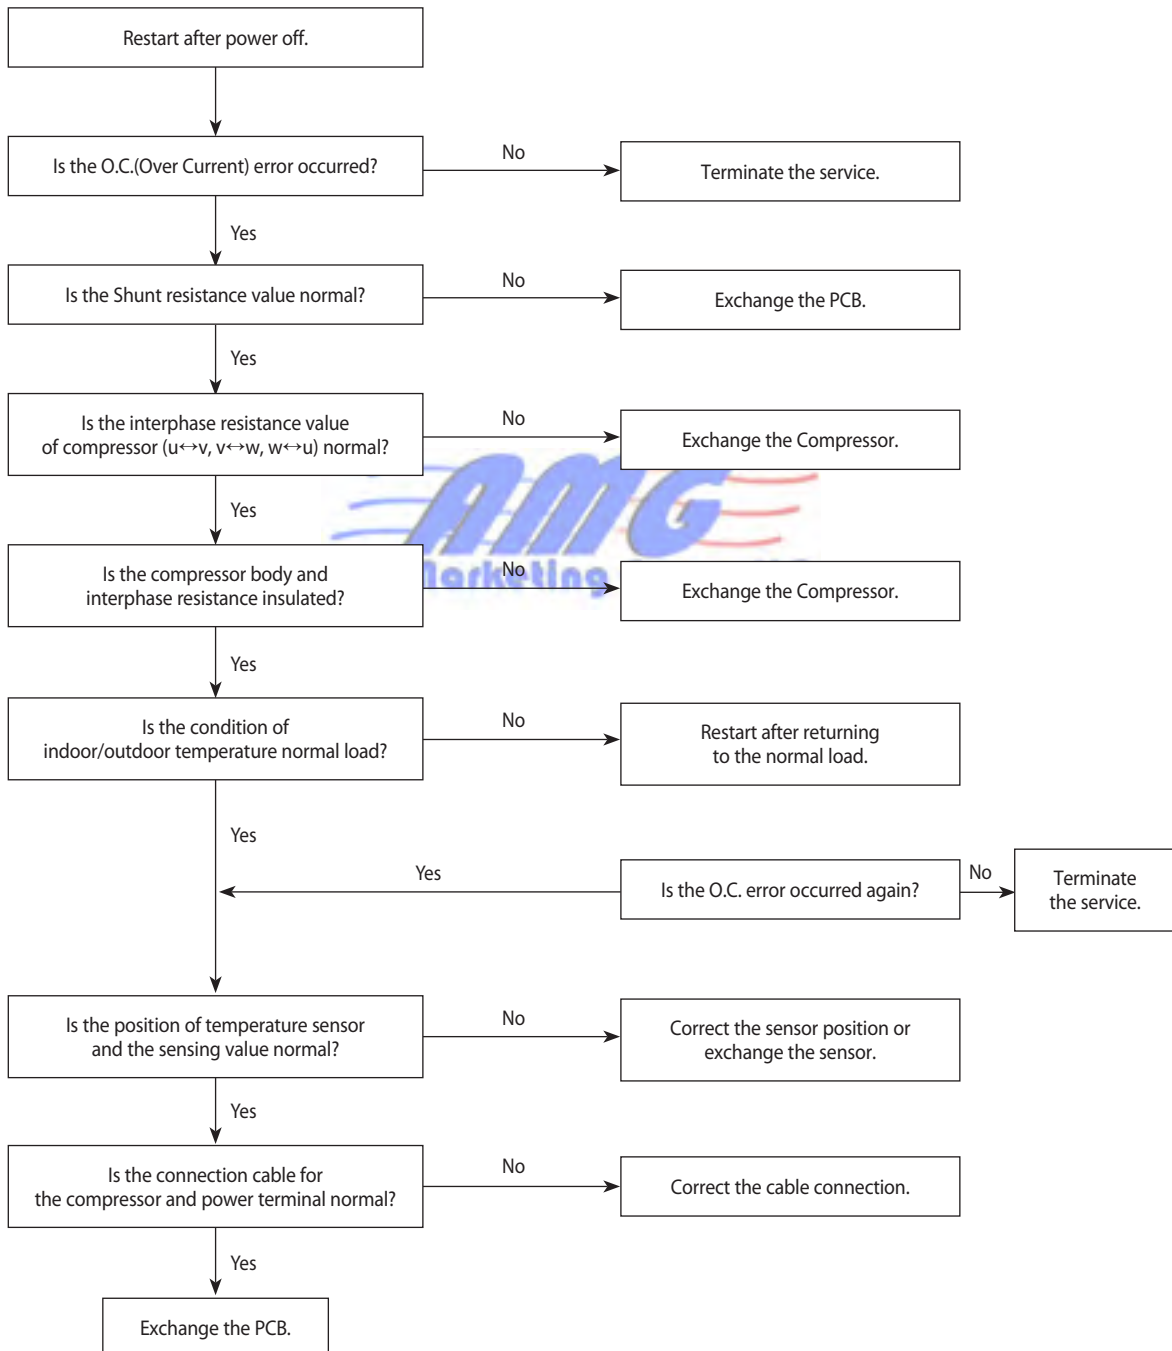 Restart after power off.
Is the O.C.(Over Current) error occurred?
No
Terminate the service.
Yes
Is the Shunt resistance value normal?
No
Exchange the PCB.
Yes
Is the interphase resistance value
of compressor (u↔v, v↔w, w↔u) normal?
No
Exchange the Compressor.
AMG
Marketing
Yes
Is the compressor body and
interphase resistance insulated?
No
Exchange the Compressor.
Yes
Is the condition of
indoor/outdoor temperature normal load?
No
Restart after returning
to the normal load.
Yes
Yes
Is the O.C. error occurred again?
No
Terminate
the service.
Is the position of temperature sensor
and the sensing value normal?
No
Correct the sensor position or
exchange the sensor.
Yes
Is the connection cable for
the compressor and power terminal normal?
No
Correct the cable connection.
Yes
Exchange the PCB.